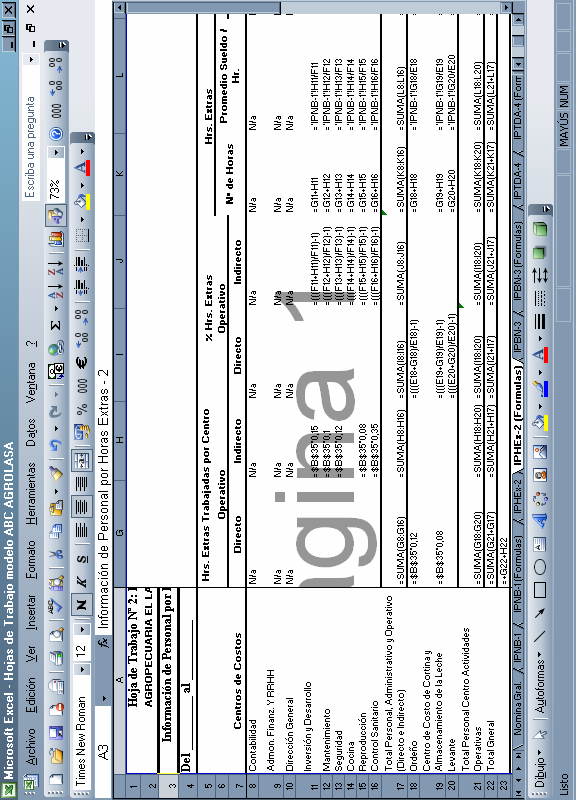 Microsoft Excel - Hojas de Trabajo modelo ABC AGROLASA
Archivo Edición Ver Insertar Formato Herramientas Datos Ventana ?
Escriba una pregunta
73%
Times New Roman 12 N K S % 000 €
A3 fx Información de Personal por Horas Extras - 2
A G H I J K L
1 Hoja de Trabajo Nº 2: I
2 AGROPECUARIA EL LA
3 Información de Personal por
4 Del al
5 Centros de Costos Hrs. Extras Trabajadas por Centro % Hrs. Extras Hrs. Extras
6 Operativo Operativo Nº de Horas Promedio Sueldo / Hr.
7 Directo Indirecto Directo Indirecto
8 Contabilidad N/a N/a N/a N/a N/a N/a
9 Admon. Finanz. Y RRHH N/a N/a N/a N/a N/a N/a
10 Dirección General N/a N/a N/a N/a N/a N/a
11 Inversión y Desarrollo =$B$35*0,15 =(((F11+H11)/F11)-1) =G11+H11 ='IPNB-1'!H11/F11
12 Mantenimiento =$B$35*0,1 =(((F12+H12)/F12)-1) =G12+H12 ='IPNB-1'!H12/F12
13 Seguridad =$B$35*0,12 =(((F13+H13)/F13)-1) =G13+H13 ='IPNB-1'!H13/F13
14 Cocina =(((F14+H14)/F14)-1) =G14+H14 ='IPNB-1'!H14/F14
15 Reproducción =$B$35*0,08 =(((F15+H15)/F15)-1) =G15+H15 ='IPNB-1'!H15/F15
16 Control Sanitario =$B$35*0,35 =(((F16+H16)/F16)-1) =G16+H16 ='IPNB-1'!H16/F16
Total Personal, Administrativo y Operativo
17 (Directo e Indirecto) =SUMA(G8:G16) =SUMA(H8:H16) =SUMA(I8:I16) =SUMA(J8:J16) =SUMA(K8:K16) =SUMA(L8:L16)
18 Ordeño =$B$35*0,12 =(((E18+G18)/E18)-1) =G18+H18 ='IPNB-1'!G18/E18
Centro de Costo de Cortina y
19 Almacenamiento de la Leche =$B$35*0,08 =(((E19+G19)/E19)-1) =G19+H19 ='IPNB-1'!G19/E19
20 Levante =(((E20+G20)/E20)-1) =G20+H20 ='IPNB-1'!G20/E20
Total Personal Centro Actividades
21 Operativas =SUMA(G18:G20) =SUMA(H18:H20) =SUMA(I18:I20) =SUMA(K18:K20) =SUMA(L18:L20)
22 Total Gneral =SUMA(G21+G17) =SUMA(H21+H17) =SUMA(I21+I17) =SUMA(J21+J17) =SUMA(K21+K17) =SUMA(L21+L17)
23 =+G22+H22
ngina 1
Nomina Gral. IPNB-1 IPNB-1 (Formulas) IPHEx-2 IPHEx-2 (Formulas) IPBN-3 IPBN-3 (Formulas) IPTDA-4 IPTDA-4 (Form
Dibujo Autoformas
Listo MAYÚS NUM